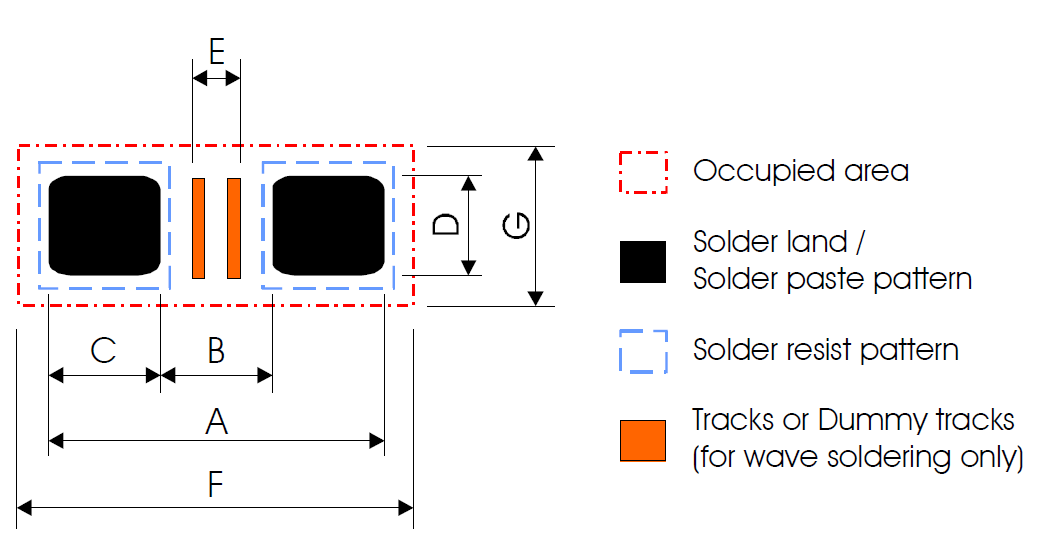 E
D
G
C
B
A
F
Occupied area
Solder land /
Solder paste pattern
Solder resist pattern
Tracks or Dummy tracks
(for wave soldering only)